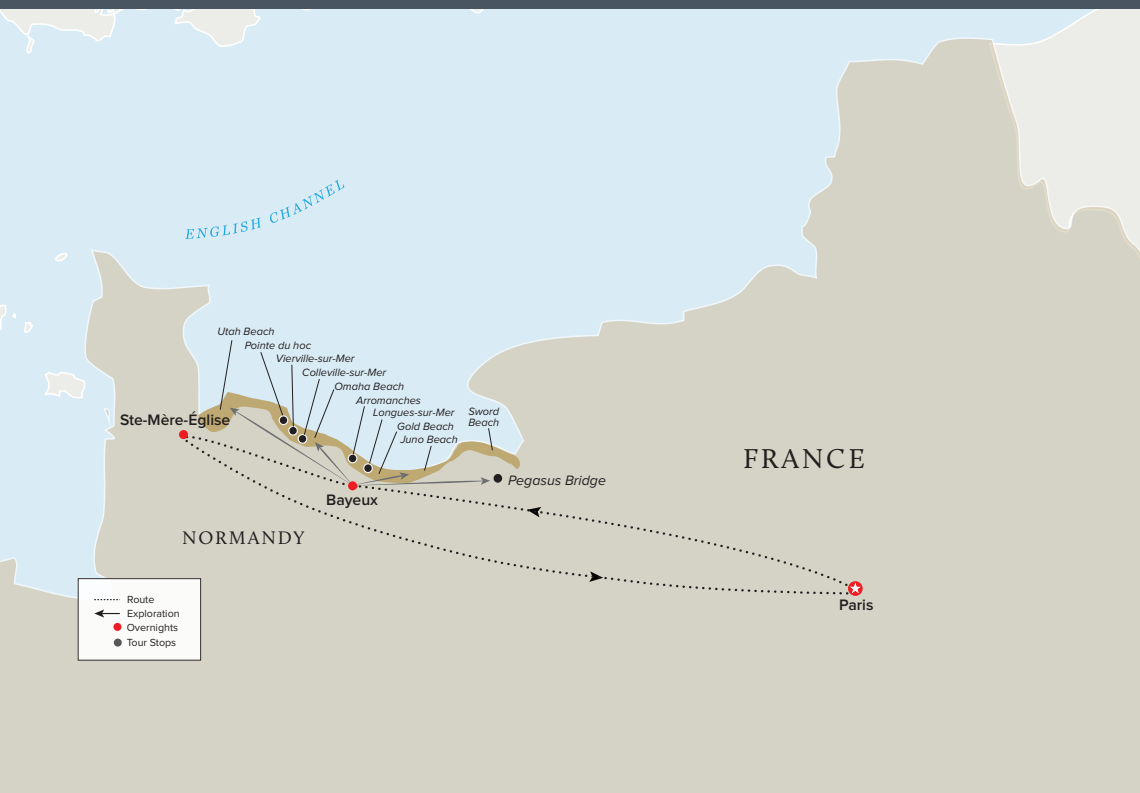 ENGLISH CHANNEL
Utah Beach
Pointe du hoc
Vierville-sur-Mer
Colleville-sur-Mer
Omaha Beach
Arromanches
Longues-sur-Mer
Gold Beach
Juno Beach
Sword
Beach
Ste-Mère-Église
FRANCE
Pegasus Bridge
Bayeux
NORMANDY
Paris
Route
Exploration
Overnights
Tour Stops